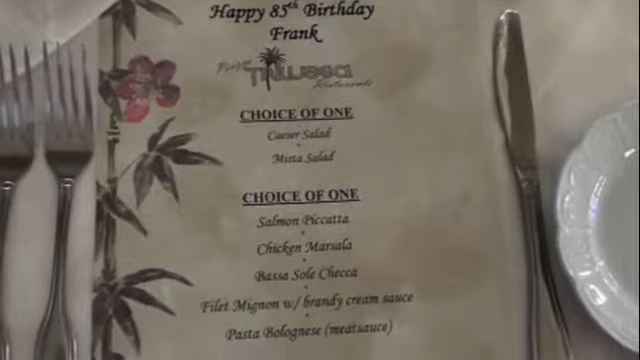 Happy 85th Birthday
Frank
CHOICE OF ONE
Caeser Salad
Mista Salad
CHOICE OF ONE
Salmon Piccatta
Chicken Marsala
Bassa Sole Checca
Filet Mignon w/ brandy cream sauce
Pasta Bolognese (meatsauce)